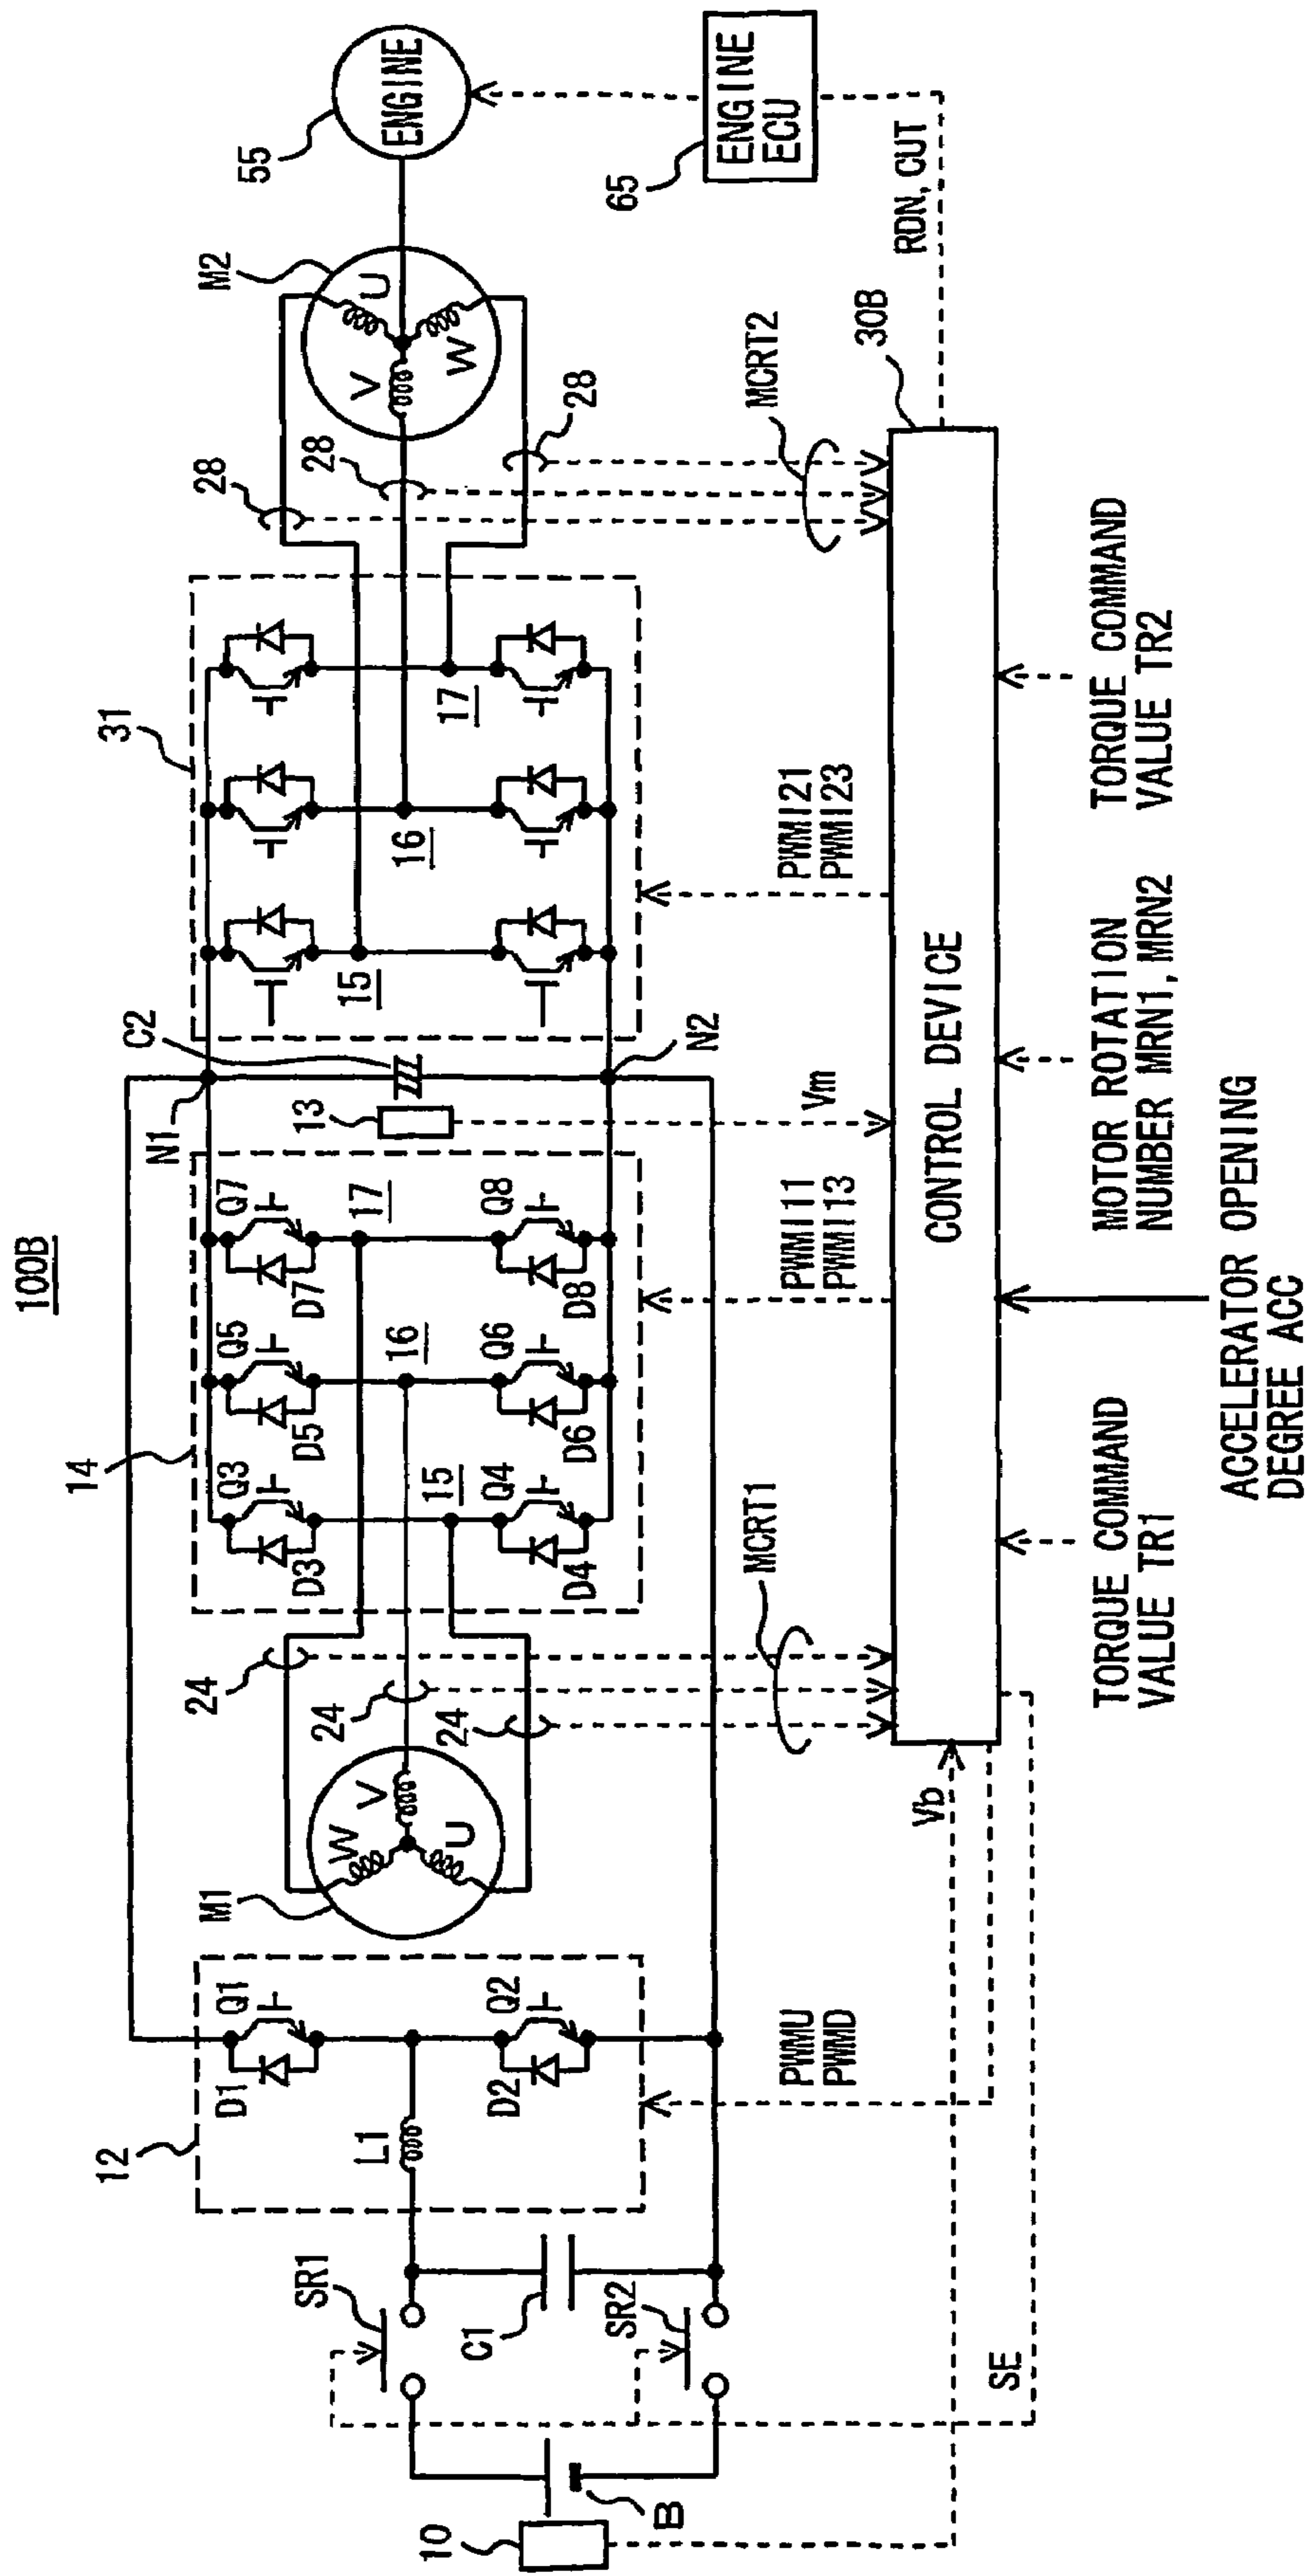 100B
10
B
SR1
SR2
C1
SE
12
L1
D1
Q1
D2
Q2
PWMU
PWMD
Vb
M1
W
V
U
24
24
24
MCRT1
14
D3
Q3
15
D4
Q4
D5
Q5
16
D6
Q6
D7
Q7
17
D8
Q8
PWMI11
PWMI13
N1
13
C2
N2
Vm
31
15
16
17
PWMI21
PWMI23
28
28
28
MCRT2
M2
U
V
W
55
ENGINE
65
ENGINE
ECU
RDN, CUT
30B
CONTROL DEVICE
TORQUE COMMAND
VALUE TR1
ACCELERATOR OPENING
DEGREE ACC
MOTOR ROTATION
NUMBER MRN1, MRN2
TORQUE COMMAND
VALUE TR2